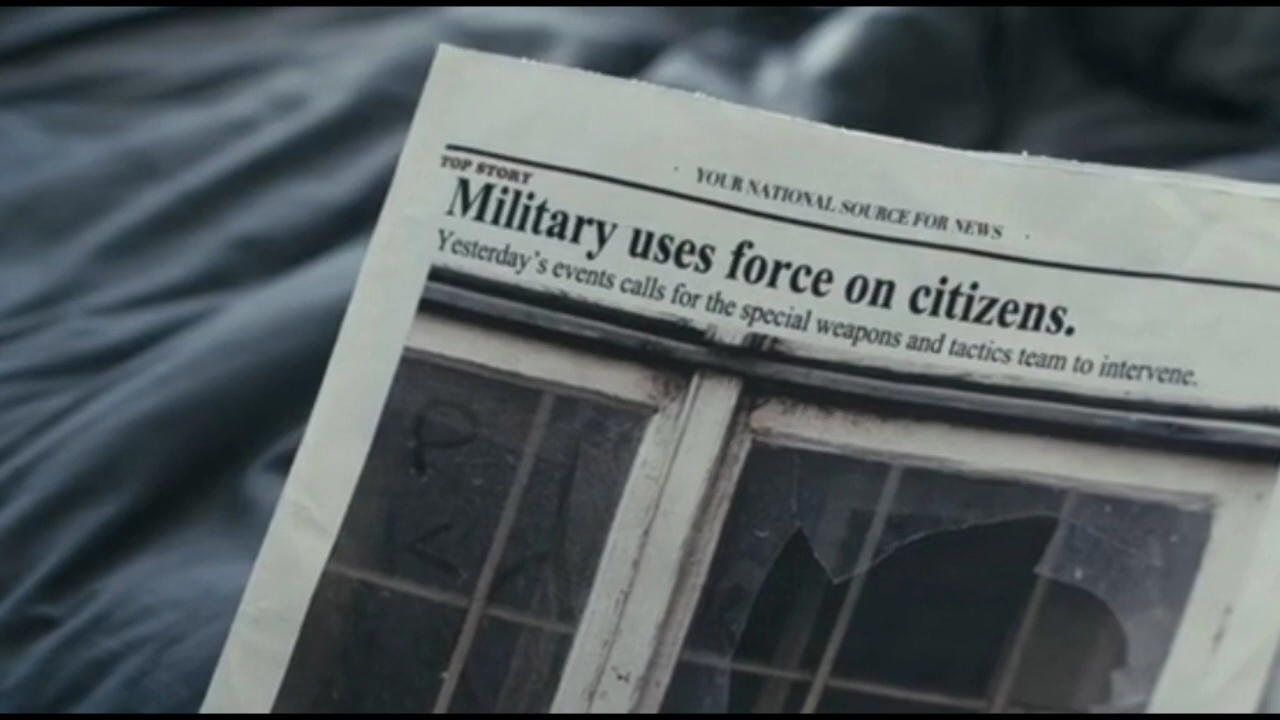 YOUR NATIONAL SOURCE FOR NEWS
TOP STORY
Military uses force on citizens.
Yesterday's events calls for the special weapons and tactics team to intervene.